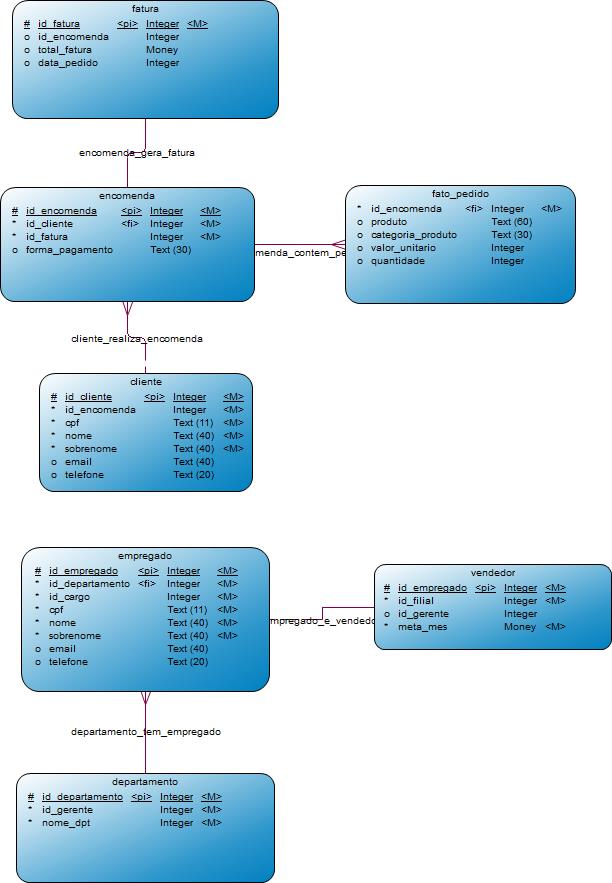 fatura
# id_fatura <pi> Integer <M>
o id_encomenda Integer
o total_fatura Money
o data_pedido Integer
encomenda_gera_fatura
encomenda
# id_encomenda <pi> Integer <M>
* id_cliente <fi> Integer <M>
* id_fatura Integer <M>
o forma_pagamento Text (30)
menda_contem_pe
fato_pedido
* id_encomenda <fi> Integer <M>
o produto Text (60)
o categoria_produto Text (30)
o valor_unitario Integer
o quantidade Integer
cliente_realiza_encomenda
cliente
# id_cliente <pi> Integer <M>
* id_encomenda Integer <M>
* cpf Text (11) <M>
* nome Text (40) <M>
* sobrenome Text (40) <M>
o email Text (40)
o telefone Text (20)
empregado
# id_empregado <pi> Integer <M>
* id_departamento <fi> Integer <M>
* id_cargo Integer <M>
* cpf Text (11) <M>
* nome Text (40) <M>
* sobrenome Text (40) <M>
o email Text (40)
o telefone Text (20)
mpregado_e_vendedo
vendedor
# id_empregado <pi> Integer <M>
* id_filial Integer <M>
o id_gerente Integer
* meta_mes Money <M>
departamento_tem_empregado
departamento
# id_departamento <pi> Integer <M>
* id_gerente Integer <M>
* nome_dpt Integer <M>